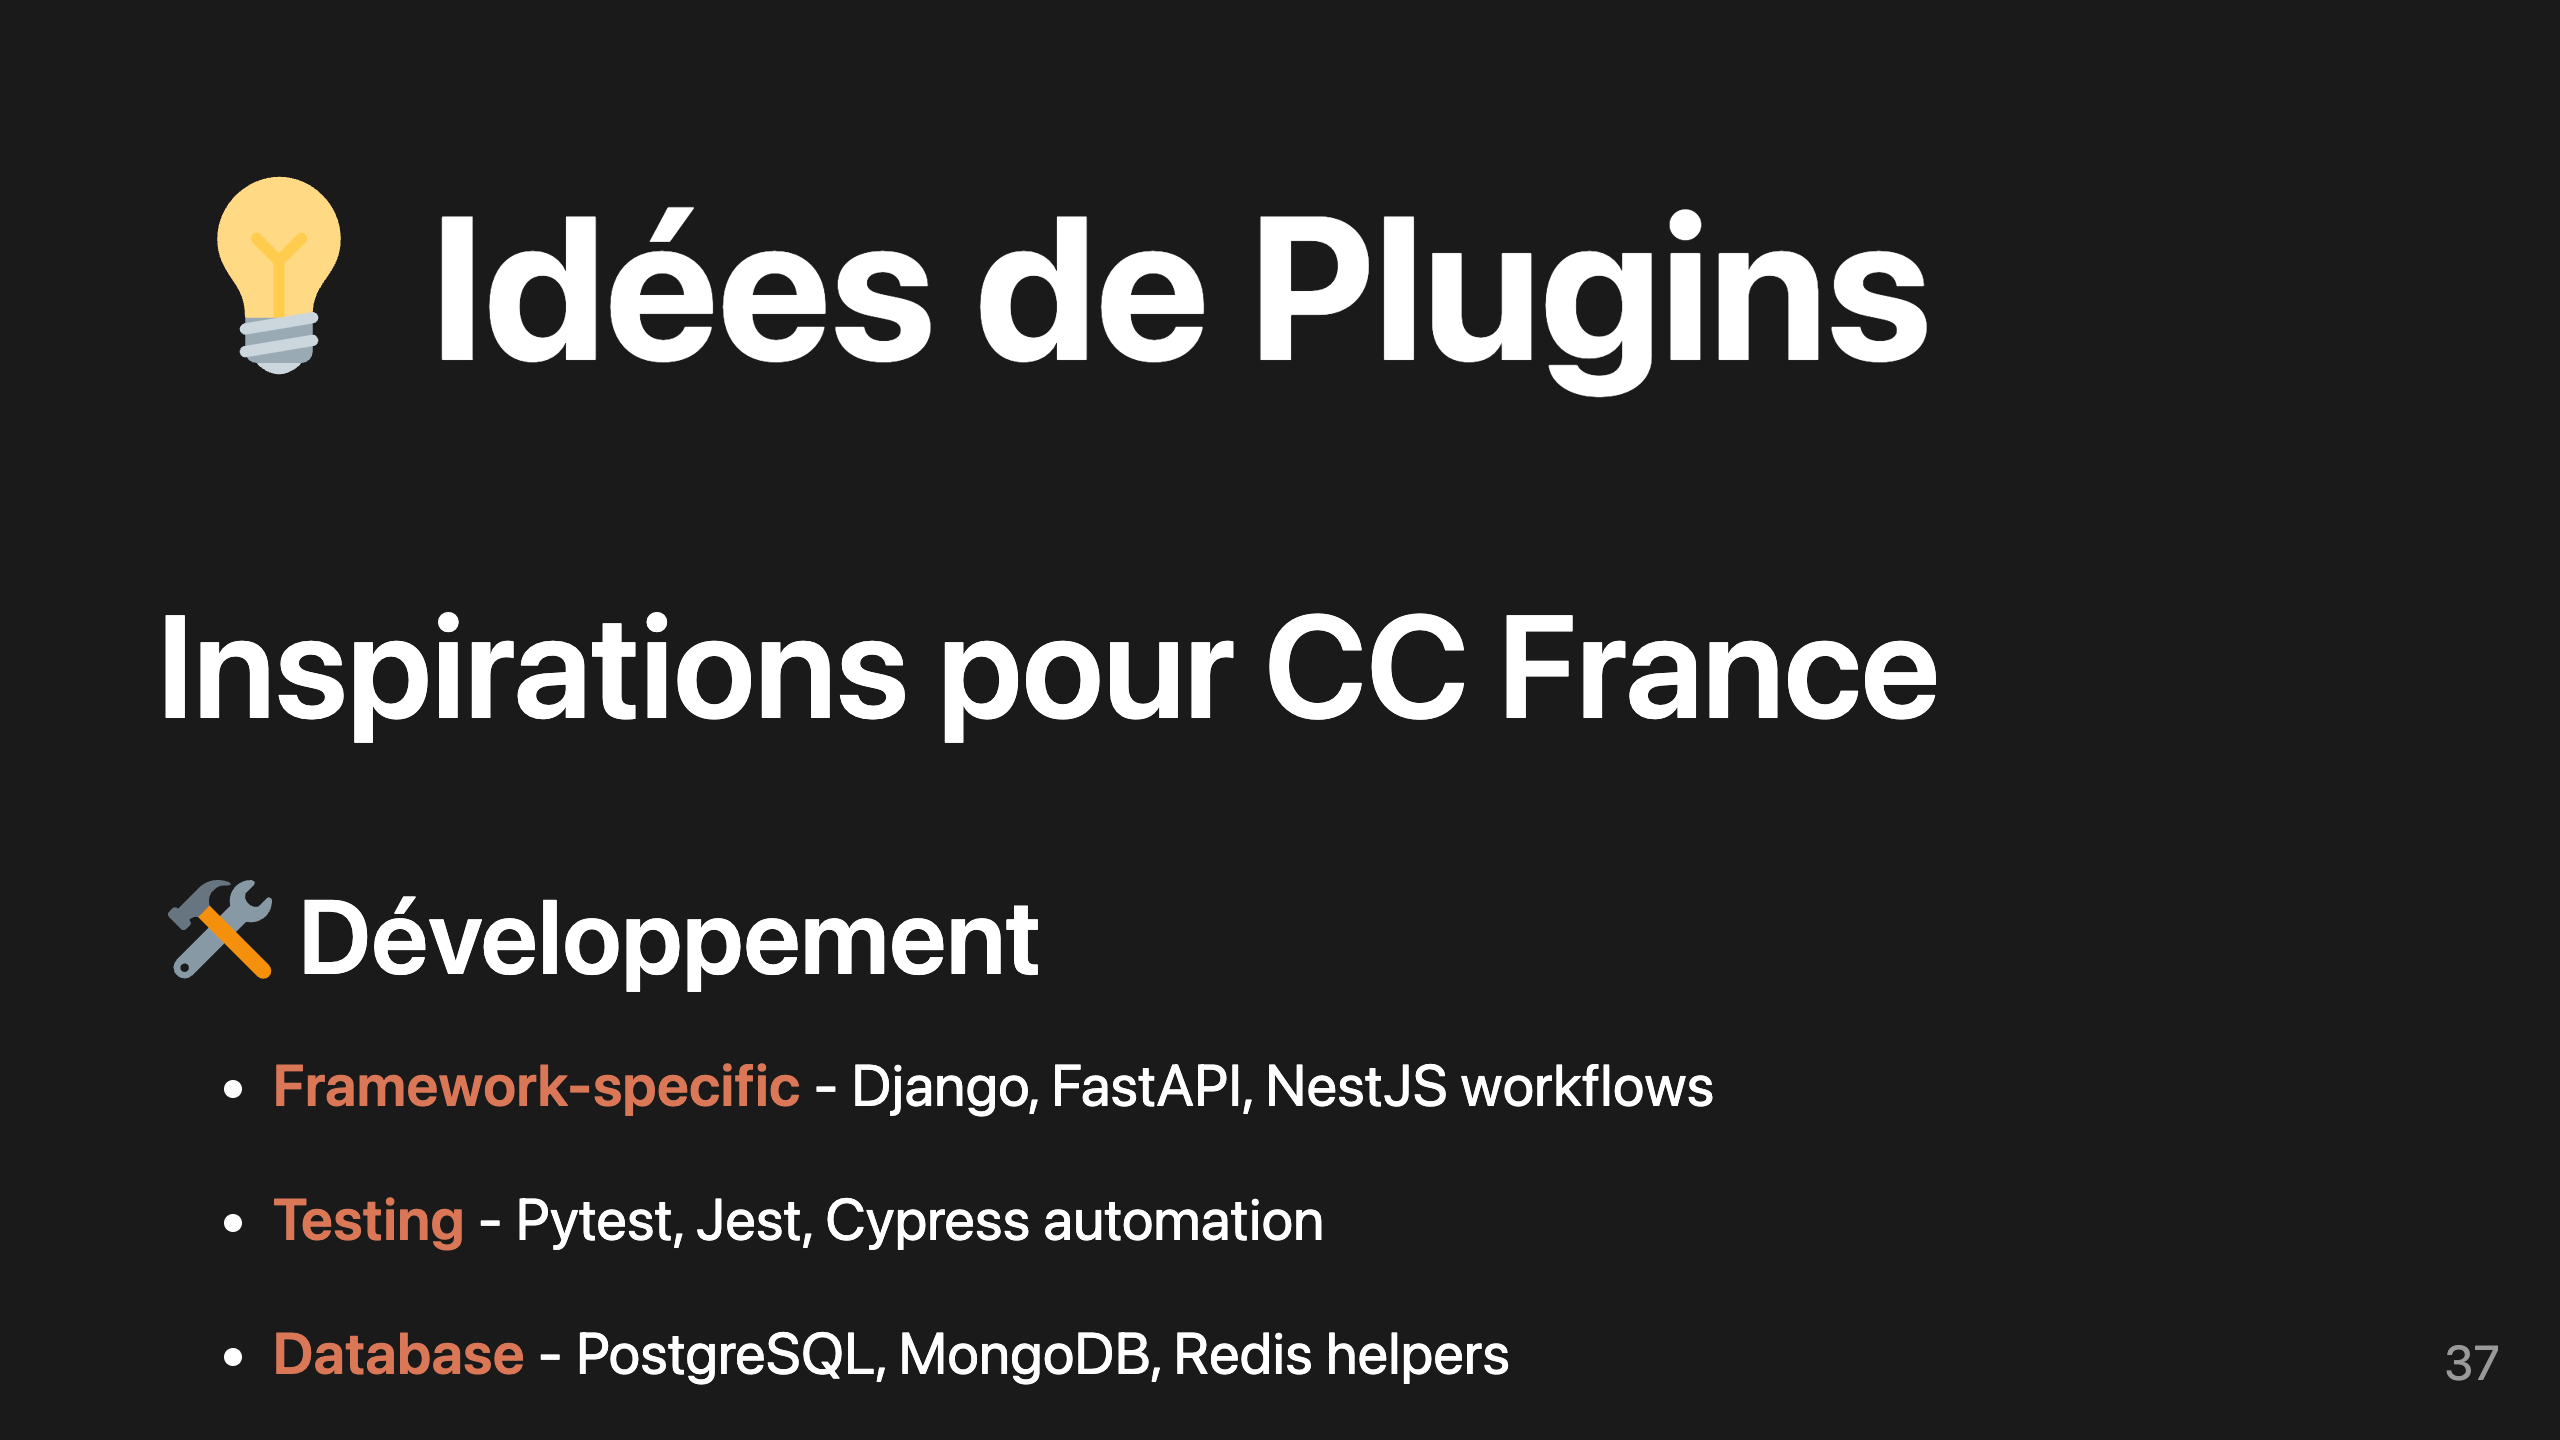 💡 Idées de Plugins
Inspirations pour CC France
🛠️ Développement
• Framework-specific - Django, FastAPI, NestJS workflows
• Testing - Pytest, Jest, Cypress automation
• Database - PostgreSQL, MongoDB, Redis helpers
37